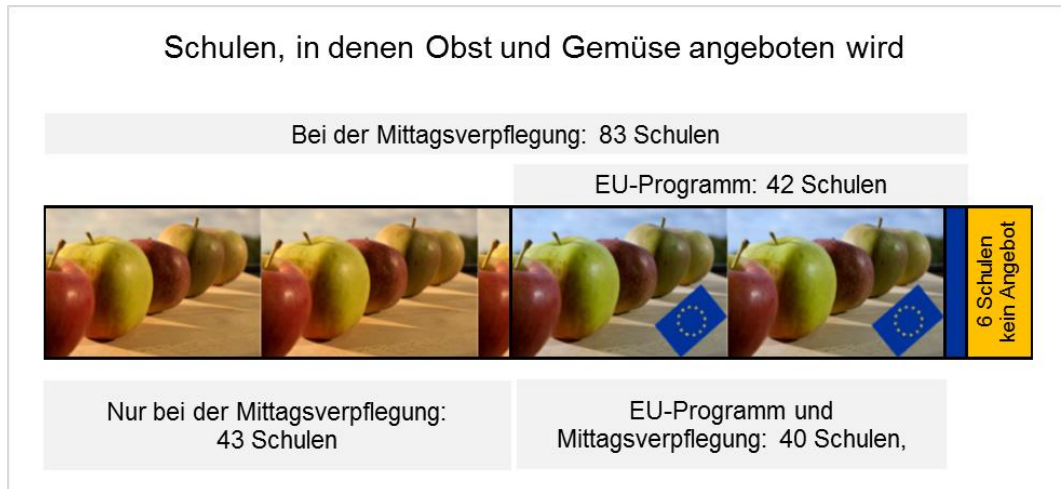 Schulen, in denen Obst und Gemüse angeboten wird
Bei der Mittagsverpflegung: 83 Schulen
EU-Programm: 42 Schulen
6 Schulen
kein Angebot
Nur bei der Mittagsverpflegung:
43 Schulen
EU-Programm und
Mittagsverpflegung: 40 Schulen,